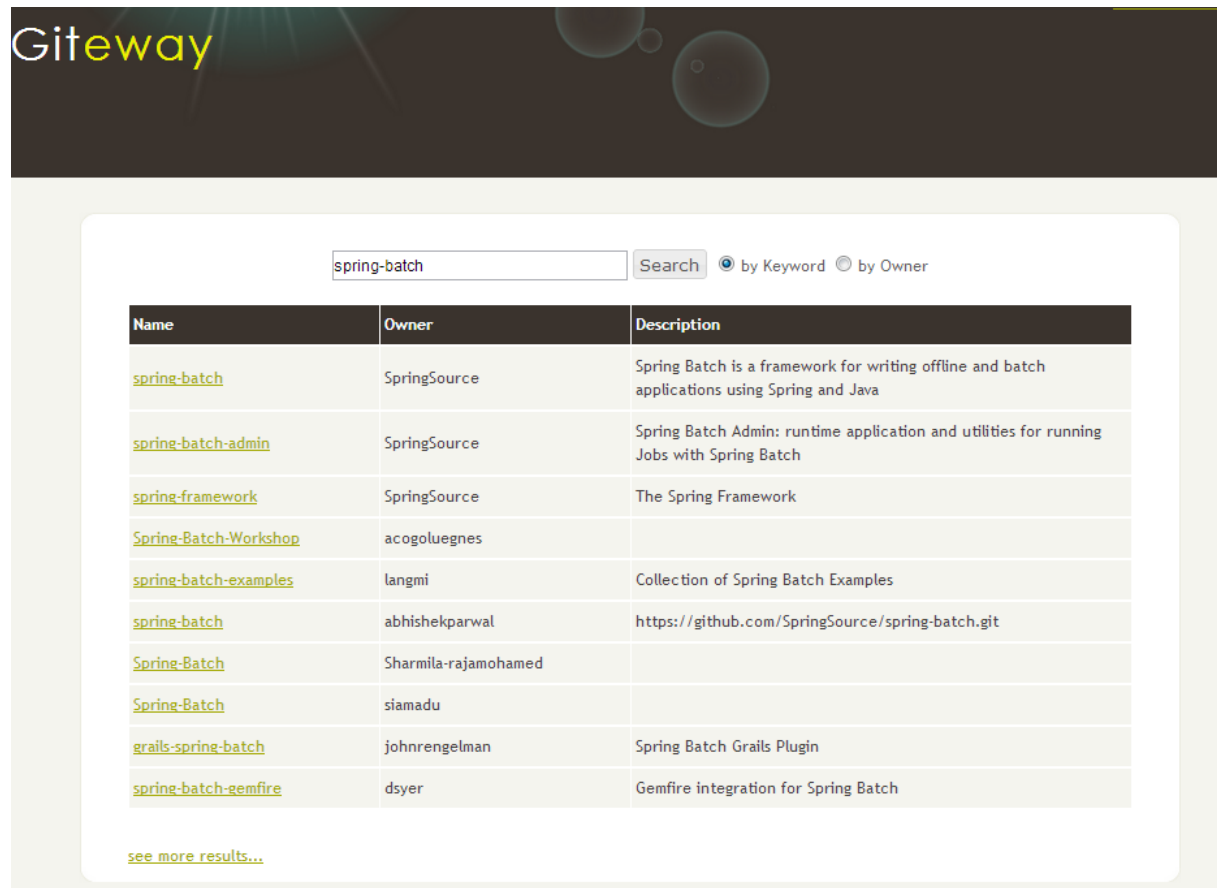 Giteway
spring-batch Search by Keyword by Owner
Name Owner Description
spring-batch SpringSource Spring Batch is a framework for writing offline and batch
applications using Spring and Java
spring-batch-admin SpringSource Spring Batch Admin: runtime application and utilities for running
Jobs with Spring Batch
spring-framework SpringSource The Spring Framework
Spring-Batch-Workshop acogoluegnes
spring-batch-examples langmi Collection of Spring Batch Examples
spring-batch abhishekparwal https://github.com/SpringSource/spring-batch.git
Spring-Batch Sharmila-rajamohamed
Spring-Batch siamadu
grails-spring-batch johnrengelman Spring Batch Grails Plugin
spring-batch-gemfire dsyer Gemfire integration for Spring Batch
see more results...